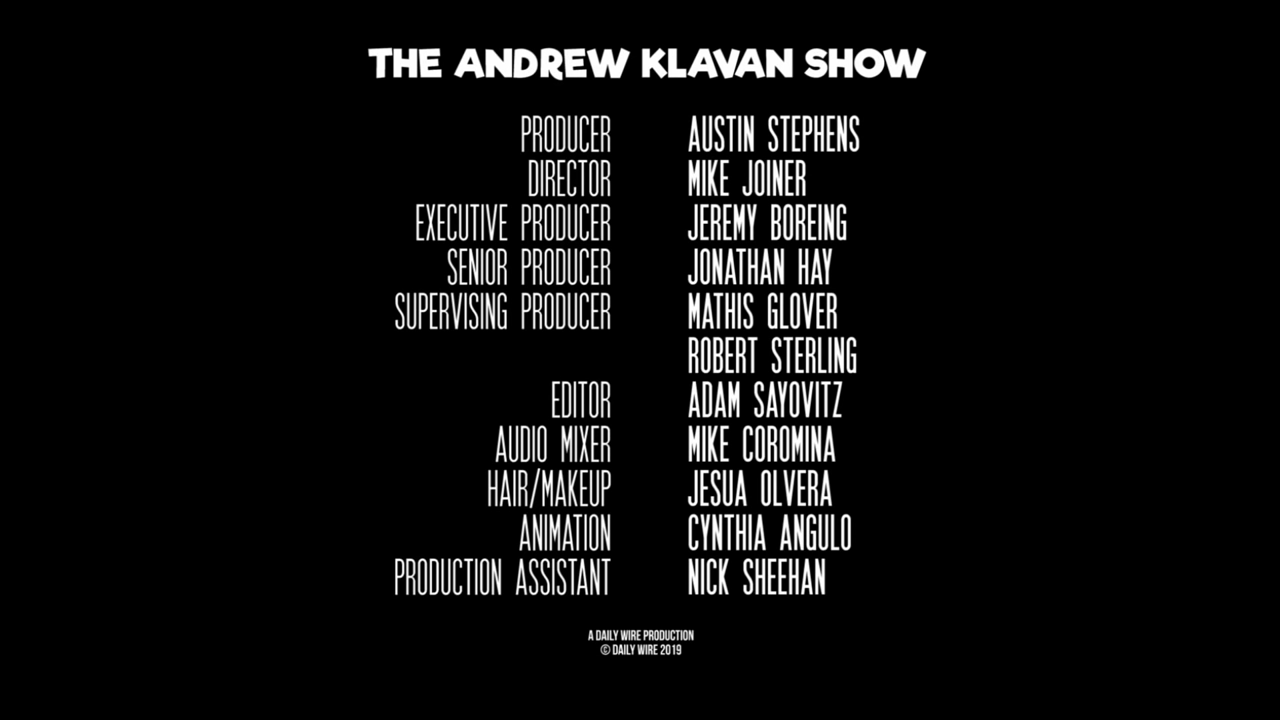 THE ANDREW KLAVAN SHOW
PRODUCER AUSTIN STEPHENS
DIRECTOR MIKE JOINER
EXECUTIVE PRODUCER JEREMY BOREING
SENIOR PRODUCER JONATHAN HAY
SUPERVISING PRODUCER MATHIS GLOVER
ROBERT STERLING
EDITOR ADAM SAYOVITZ
AUDIO MIXER MIKE COROMINA
HAIR/MAKEUP JESUA OLVERA
ANIMATION CYNTHIA ANGULO
PRODUCTION ASSISTANT NICK SHEEHAN
A DAILY WIRE PRODUCTION
© DAILY WIRE 2019